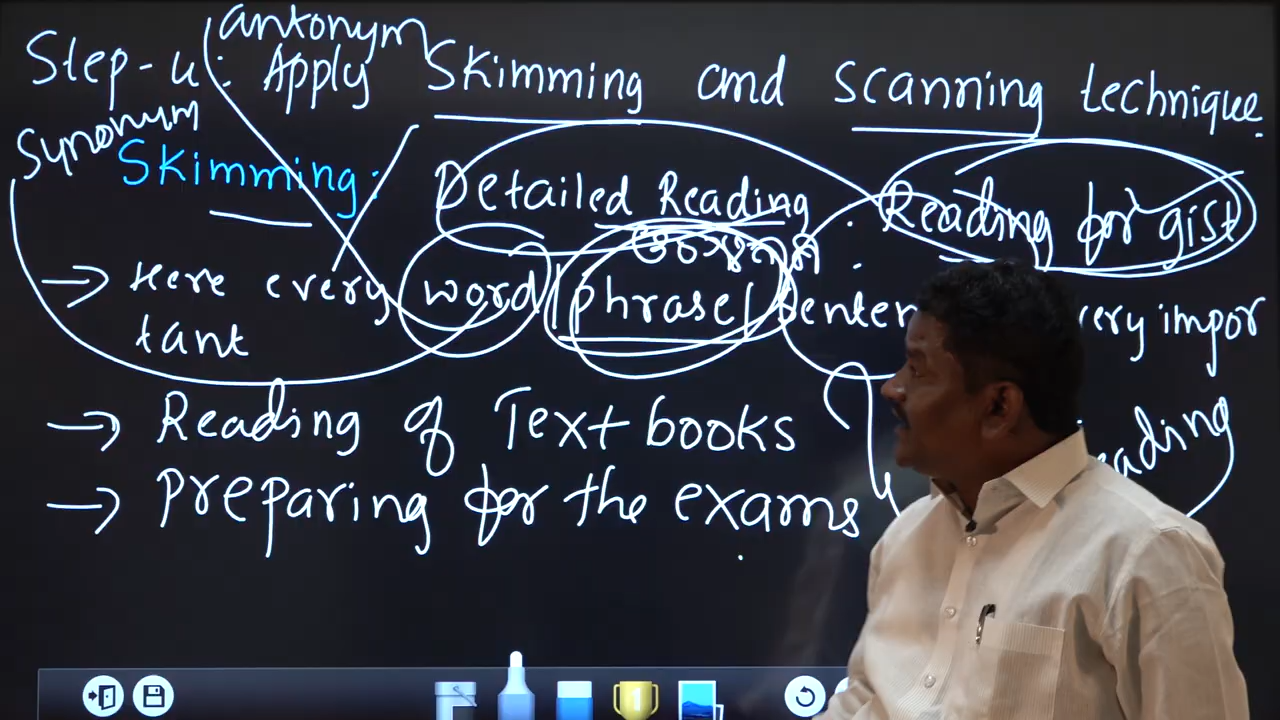 antonym
Step-4: Apply Skimming and Scanning technique.
Synonym
Skimming: Detailed Reading. Reading for gist
→ Here every word/phrase/ Senten very impor
tant
→ Reading of Text books
→ Preparing for the exams